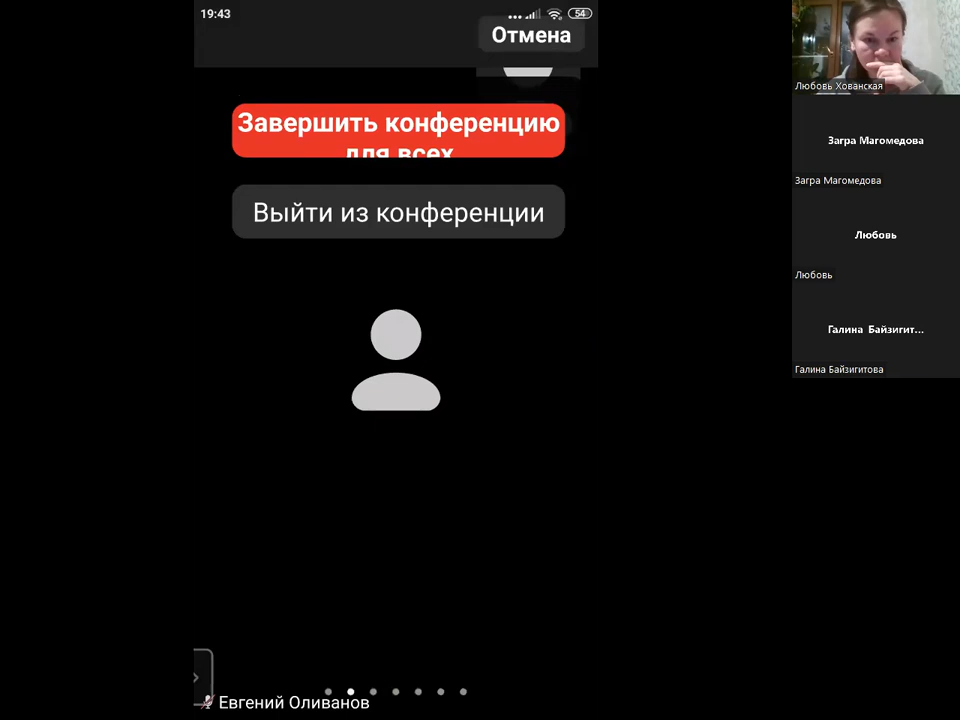 19:43
54
Отмена
Завершить конференцию
для всех
Выйти из конференции
Евгений Оливанов
Любовь Хованская
Загра Магомедова
Загра Магомедова
Любовь
Любовь
Галина Байзигит...
Галина Байзигитова